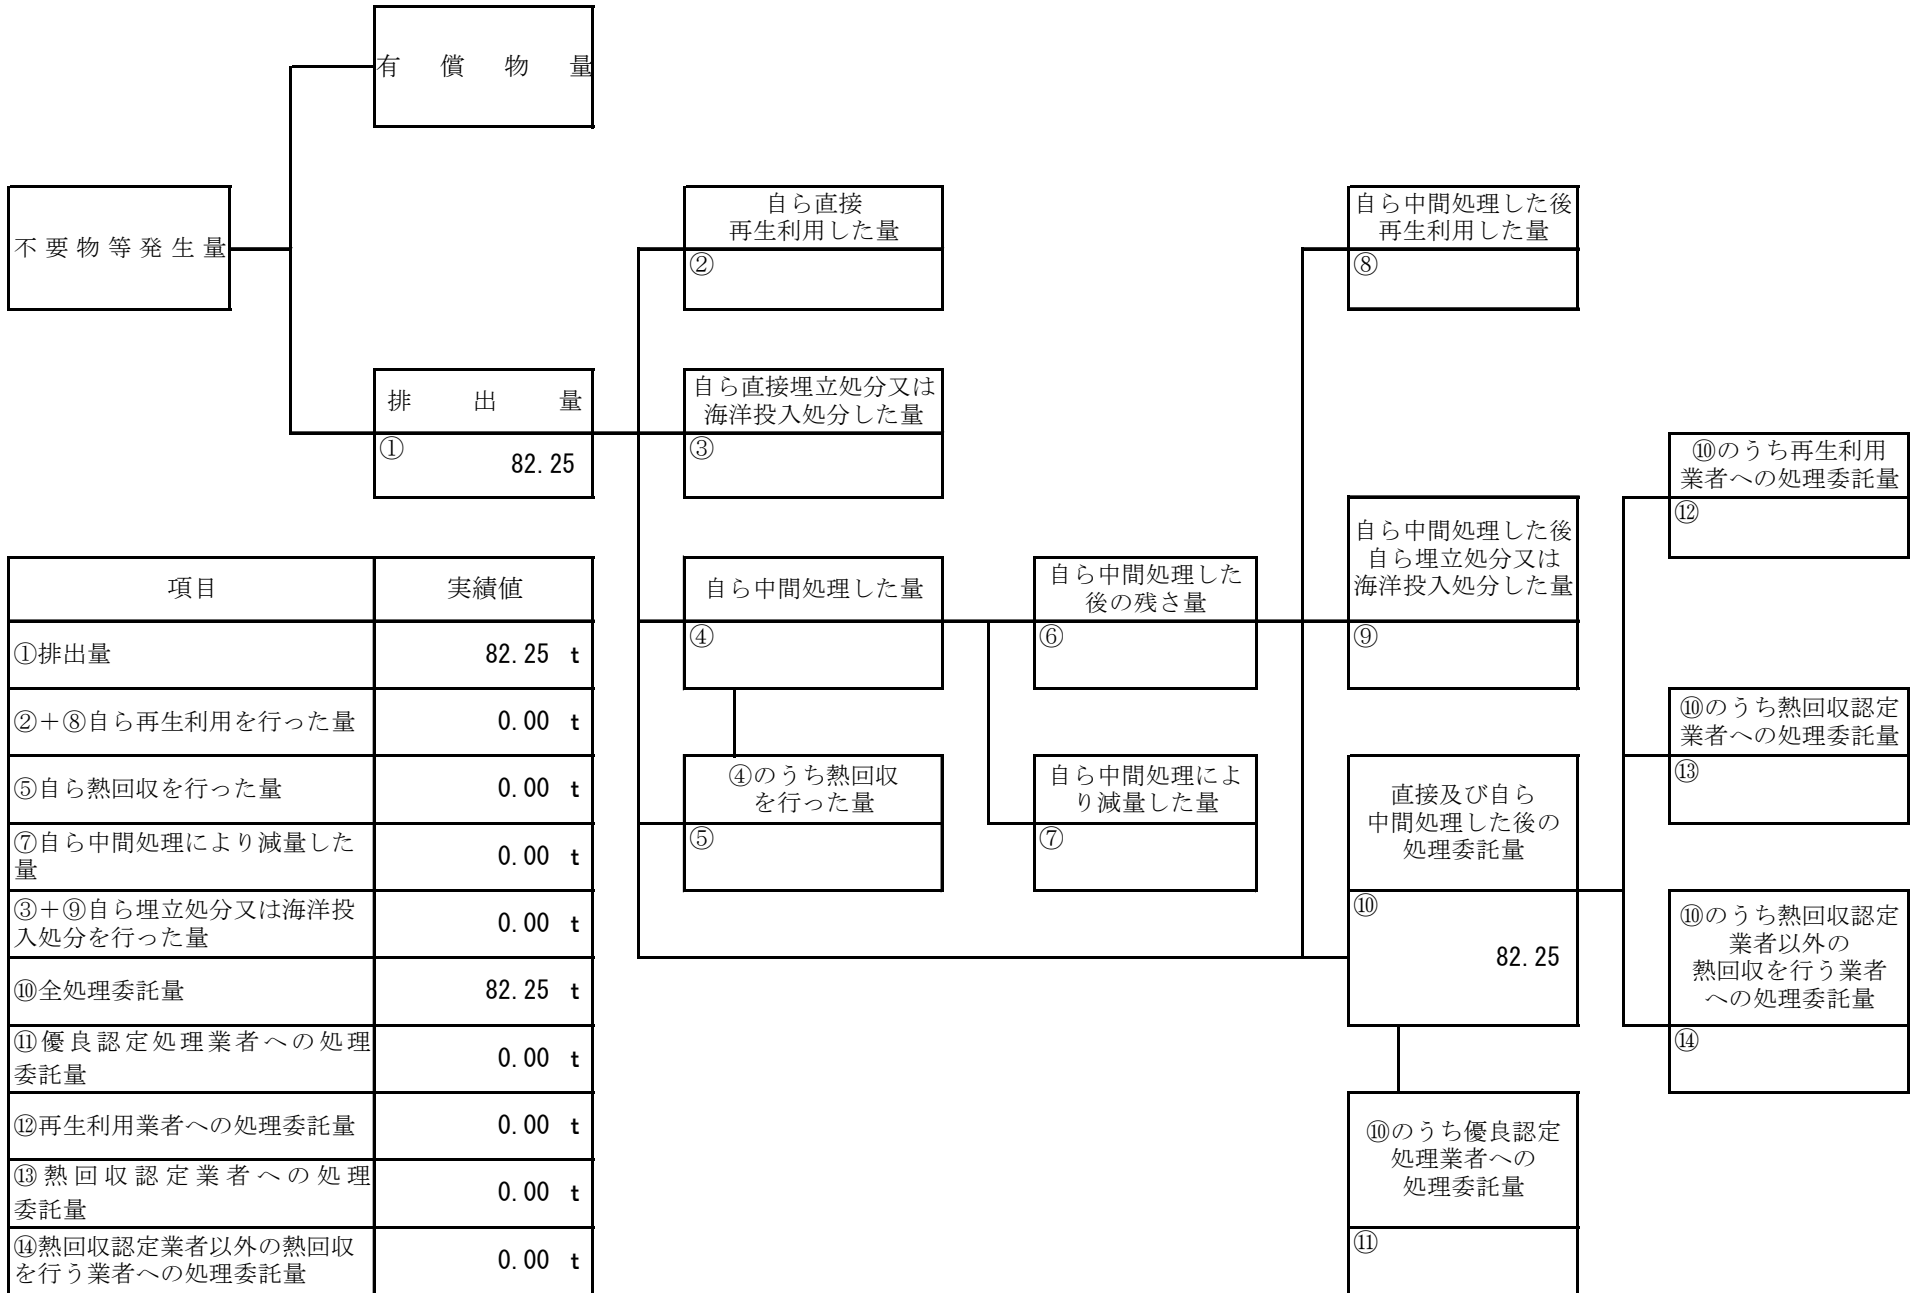 有償物量
不要物等発生量
排出量
①
82.25
自ら直接
再生利用した量
②
自ら直接埋立処分又は
海洋投入処分した量
③
自ら中間処理した量
④
④のうち熱回収
を行った量
⑤
自ら中間処理した
後の残さ量
⑥
自ら中間処理によ
り減量した量
⑦
自ら中間処理した後
再生利用した量
⑧
自ら中間処理した後
自ら埋立処分又は
海洋投入処分した量
⑨
直接及び自ら
中間処理した後の
処理委託量
⑩
82.25
⑩のうち優良認定
処理業者への
処理委託量
⑪
⑩のうち再生利用
業者への処理委託量
⑫
⑩のうち熱回収認定
業者への処理委託量
⑬
⑩のうち熱回収認定
業者以外の
熱回収を行う業者
への処理委託量
⑭
項目 実績値
①排出量 82.25 t
②＋⑧自ら再生利用を行った量 0.00 t
⑤自ら熱回収を行った量 0.00 t
⑦自ら中間処理により減量した
量 0.00 t
③＋⑨自ら埋立処分又は海洋投
入処分を行った量 0.00 t
⑩全処理委託量 82.25 t
⑪優良認定処理業者への処理
委託量 0.00 t
⑫再生利用業者への処理委託量 0.00 t
⑬熱回収認定業者への処理
委託量 0.00 t
⑭熱回収認定業者以外の熱回収
を行う業者への処理委託量 0.00 t